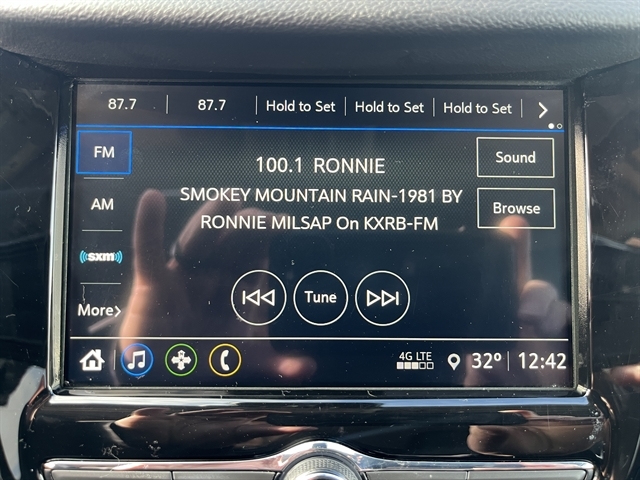 87.7 87.7 Hold to Set Hold to Set Hold to Set
FM
100.1 RONNIE
Sound
SMOKEY MOUNTAIN RAIN-1981 BY
RONNIE MILSAP On KXRB-FM
AM
Browse
((sxm))
Tune
More
4G LTE
32° 12:42